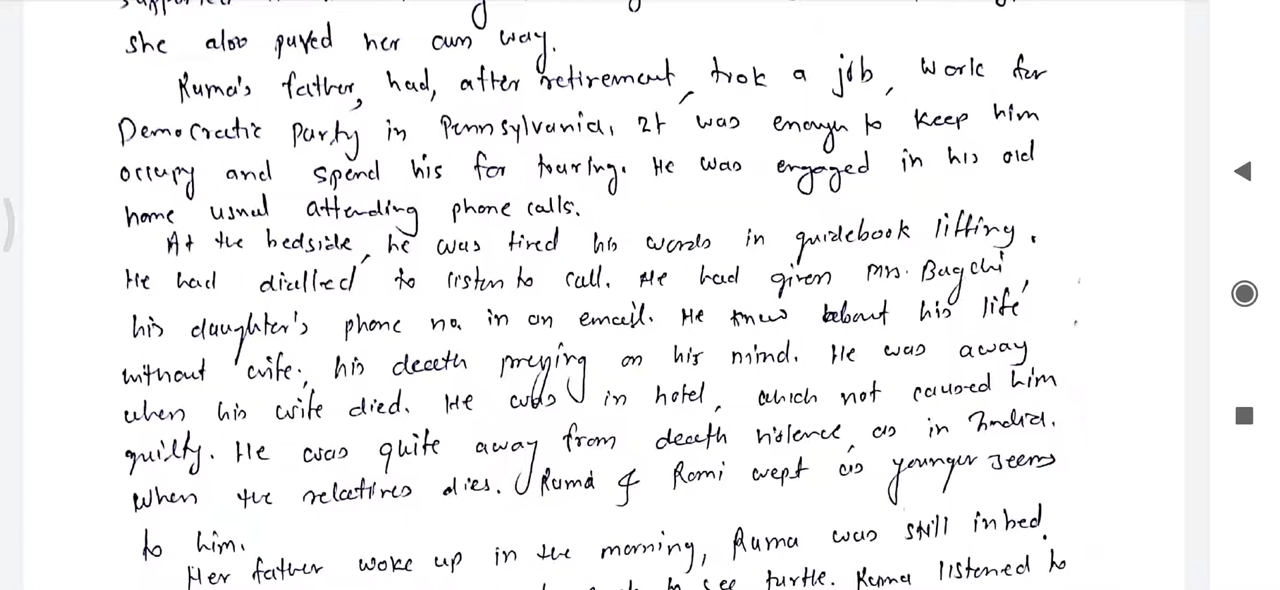 she also paved her own way.
Ruma's father, had, after retirement, took a job, work for
Democratic party in Pennsylvania, It was enough to keep him
occupy and spend his for touring. He was engaged in his old
home usual attending phone calls.
At the bedside, he was tired his words in guidebook lifting.
He had dialled to listen to call. He had given Mrs. Bagchi,
his daughter's phone no. in an email. He knew about his life
without wife, his death preying on his mind. He was away
when his wife died. He was in hotel, which not caused him
guilty. He was quite away from death violence, as in India.
When the relatives dies. Ruma & Romi wept as younger seems
to him.
Her father woke up in the morning, Ruma was still in bed.
to see turtle. Ruma listened to